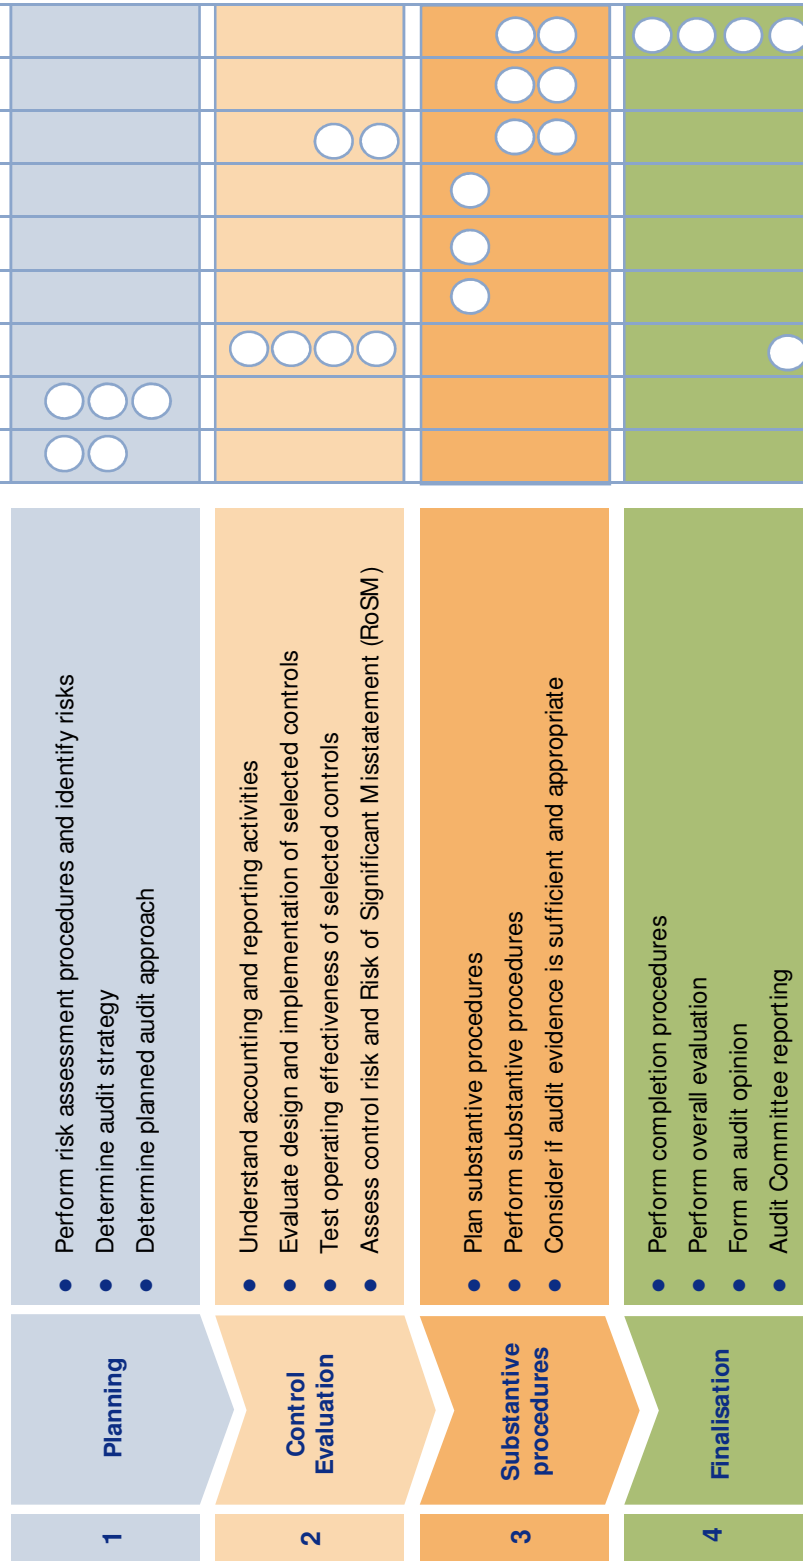 1
Planning
Perform risk assessment procedures and identify risks
Determine audit strategy
Determine planned audit approach
2
Control
Evaluation
Understand accounting and reporting activities
Evaluate design and implementation of selected controls
Test operating effectiveness of selected controls
Assess control risk and Risk of Significant Misstatement (RoSM)
3
Substantive
procedures
Plan substantive procedures
Perform substantive procedures
Consider if audit evidence is sufficient and appropriate
4
Finalisation
Perform completion procedures
Perform overall evaluation
Form an audit opinion
Audit Committee reporting